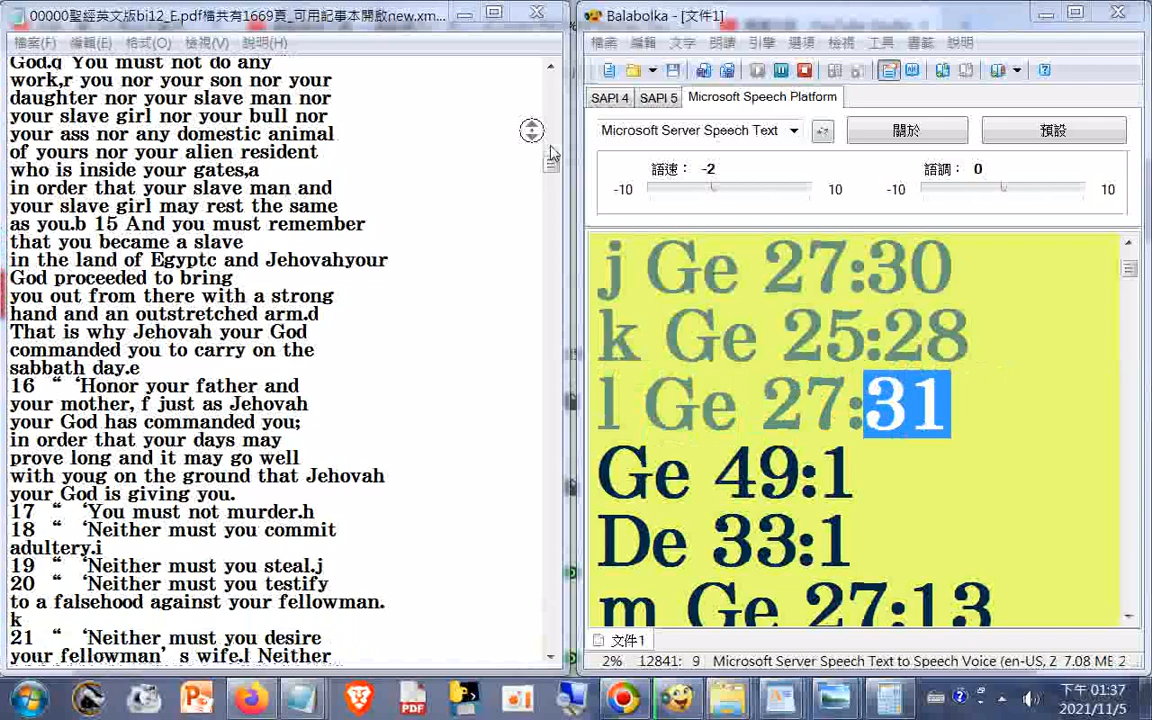 00000聖經英文版bi12_E.pdf檔共有1669頁_可用記事本開啟new.xm...
檔案(F) 編輯(E) 格式(O) 檢視(V) 說明(H)
God.q You must not do any
work,r you nor your son nor your
daughter nor your slave man nor
your slave girl nor your bull nor
your ass nor any domestic animal
of yours nor your alien resident
who is inside your gates,a
in order that your slave man and
your slave girl may rest the same
as you.b 15 And you must remember
that you became a slave
in the land of Egyptc and Jehovahyour
God proceeded to bring
you out from there with a strong
hand and an outstretched arm.d
That is why Jehovah your God
commanded you to carry on the
sabbath day.e
16 “ ‘Honor your father and
your mother, f just as Jehovah
your God has commanded you;
in order that your days may
prove long and it may go well
with youg on the ground that Jehovah
your God is giving you.
17 “ ‘You must not murder.h
18 “ ‘Neither must you commit
adultery.i
19 “ ‘Neither must you steal.j
20 “ ‘Neither must you testify
to a falsehood against your fellowman.
k
21 “ ‘Neither must you desire
your fellowman’s wife.l Neither
Balabolka - [文件1]
檔案 編輯 文字 朗讀 引擎 選項 檢視 工具 書籤 說明
SAPI 4 SAPI 5 Microsoft Speech Platform
Microsoft Server Speech Text 關於 預設
語速： -2 語調： 0
-10 10 -10 10
j Ge 27:30
k Ge 25:28
l Ge 27:31
Ge 49:1
De 33:1
m Ge 27:13
文件1
2% 12841: 9 Microsoft Server Speech Text to Speech Voice (en-US, Z 7.08 MB 2
PDF
下午 01:37
2021/11/5